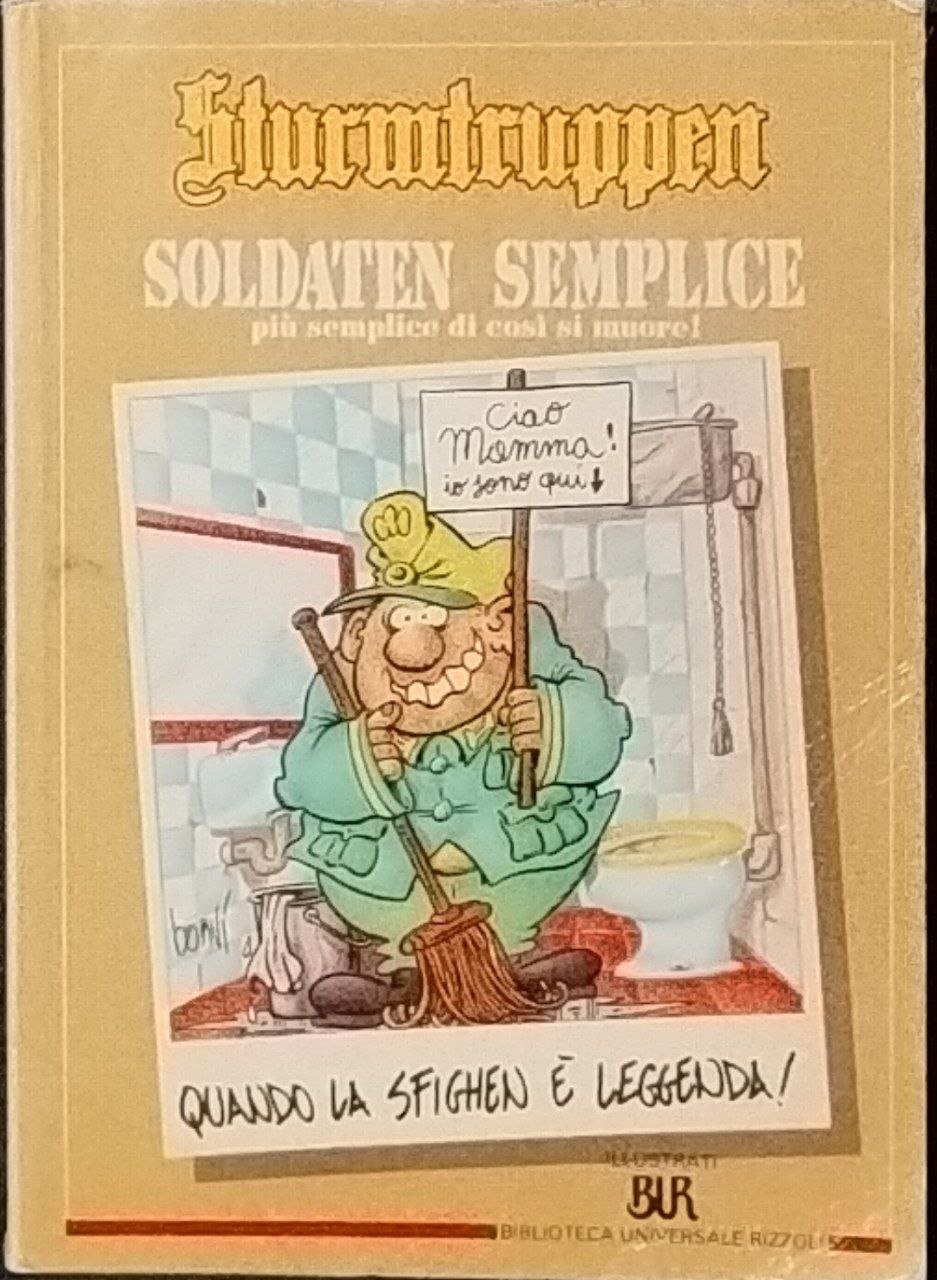 Sturmtruppen
SOLDATEN SEMPLICE
più semplice di così si muore!
Ciao
Mamma!
io sono qui ↓
bonvi
QUANDO LA SFIGHEN È LEGGENDA!
ILLUSTRATI
BUR
BIBLIOTECA UNIVERSALE RIZZOLI